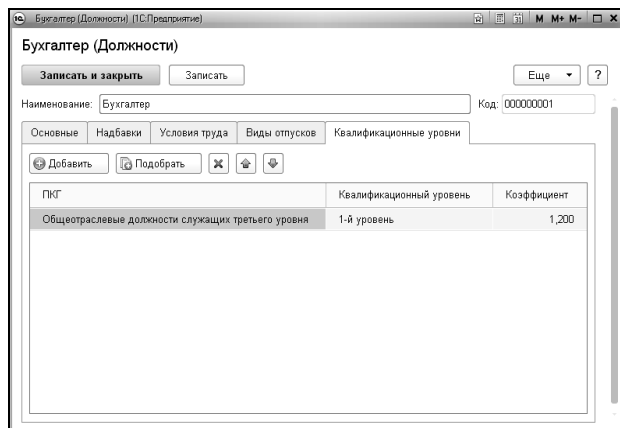 Бухгалтер (Должности) (1С:Предприятие)
M M+ M-
Бухгалтер (Должности)
Записать и закрыть Записать Еще ?
Наименование: Бухгалтер Код: 000000001
Основные Надбавки Условия труда Виды отпусков Квалификационные уровни
Добавить Подобрать
ПКГ Квалификационный уровень Коэффициент
Общеотраслевые должности служащих третьего уровня 1-й уровень 1,200